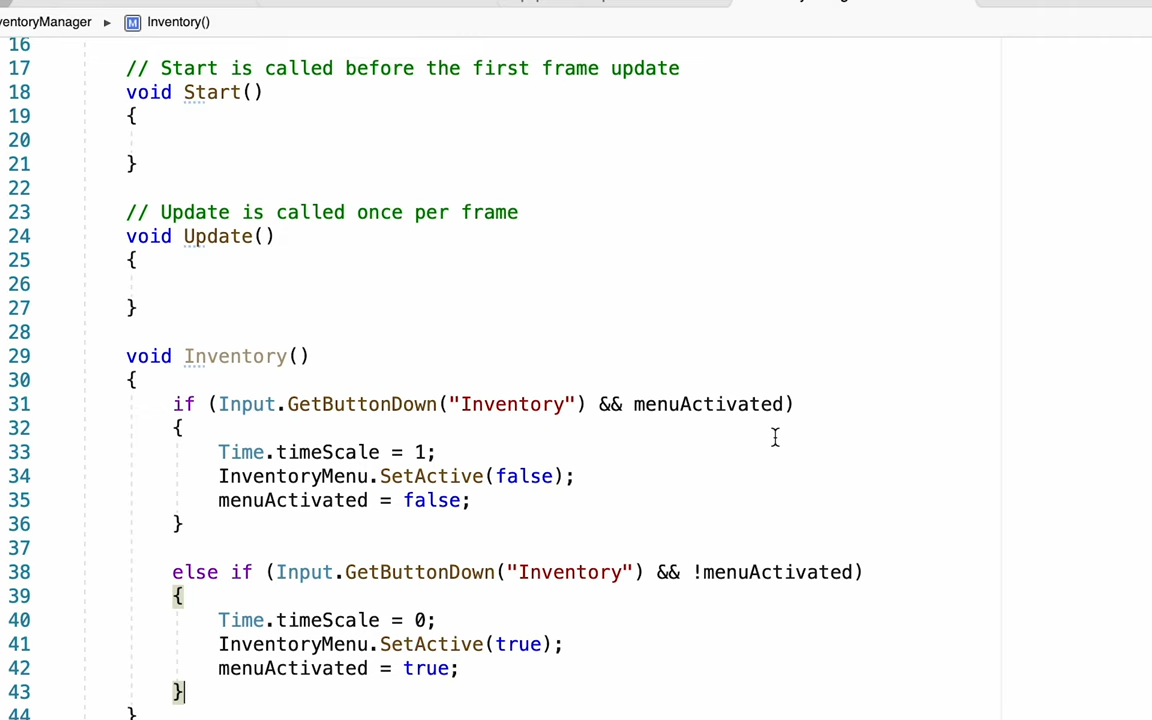 ventoryManager ▸ M Inventory()
16
17 // Start is called before the first frame update
18 void Start()
19 {
20
21 }
22
23 // Update is called once per frame
24 void Update()
25 {
26
27 }
28
29 void Inventory()
30 {
31 if (Input.GetButtonDown("Inventory") && menuActivated)
32 {
33 Time.timeScale = 1;
34 InventoryMenu.SetActive(false);
35 menuActivated = false;
36 }
37
38 else if (Input.GetButtonDown("Inventory") && !menuActivated)
39 {
40 Time.timeScale = 0;
41 InventoryMenu.SetActive(true);
42 menuActivated = true;
43 }
44 }